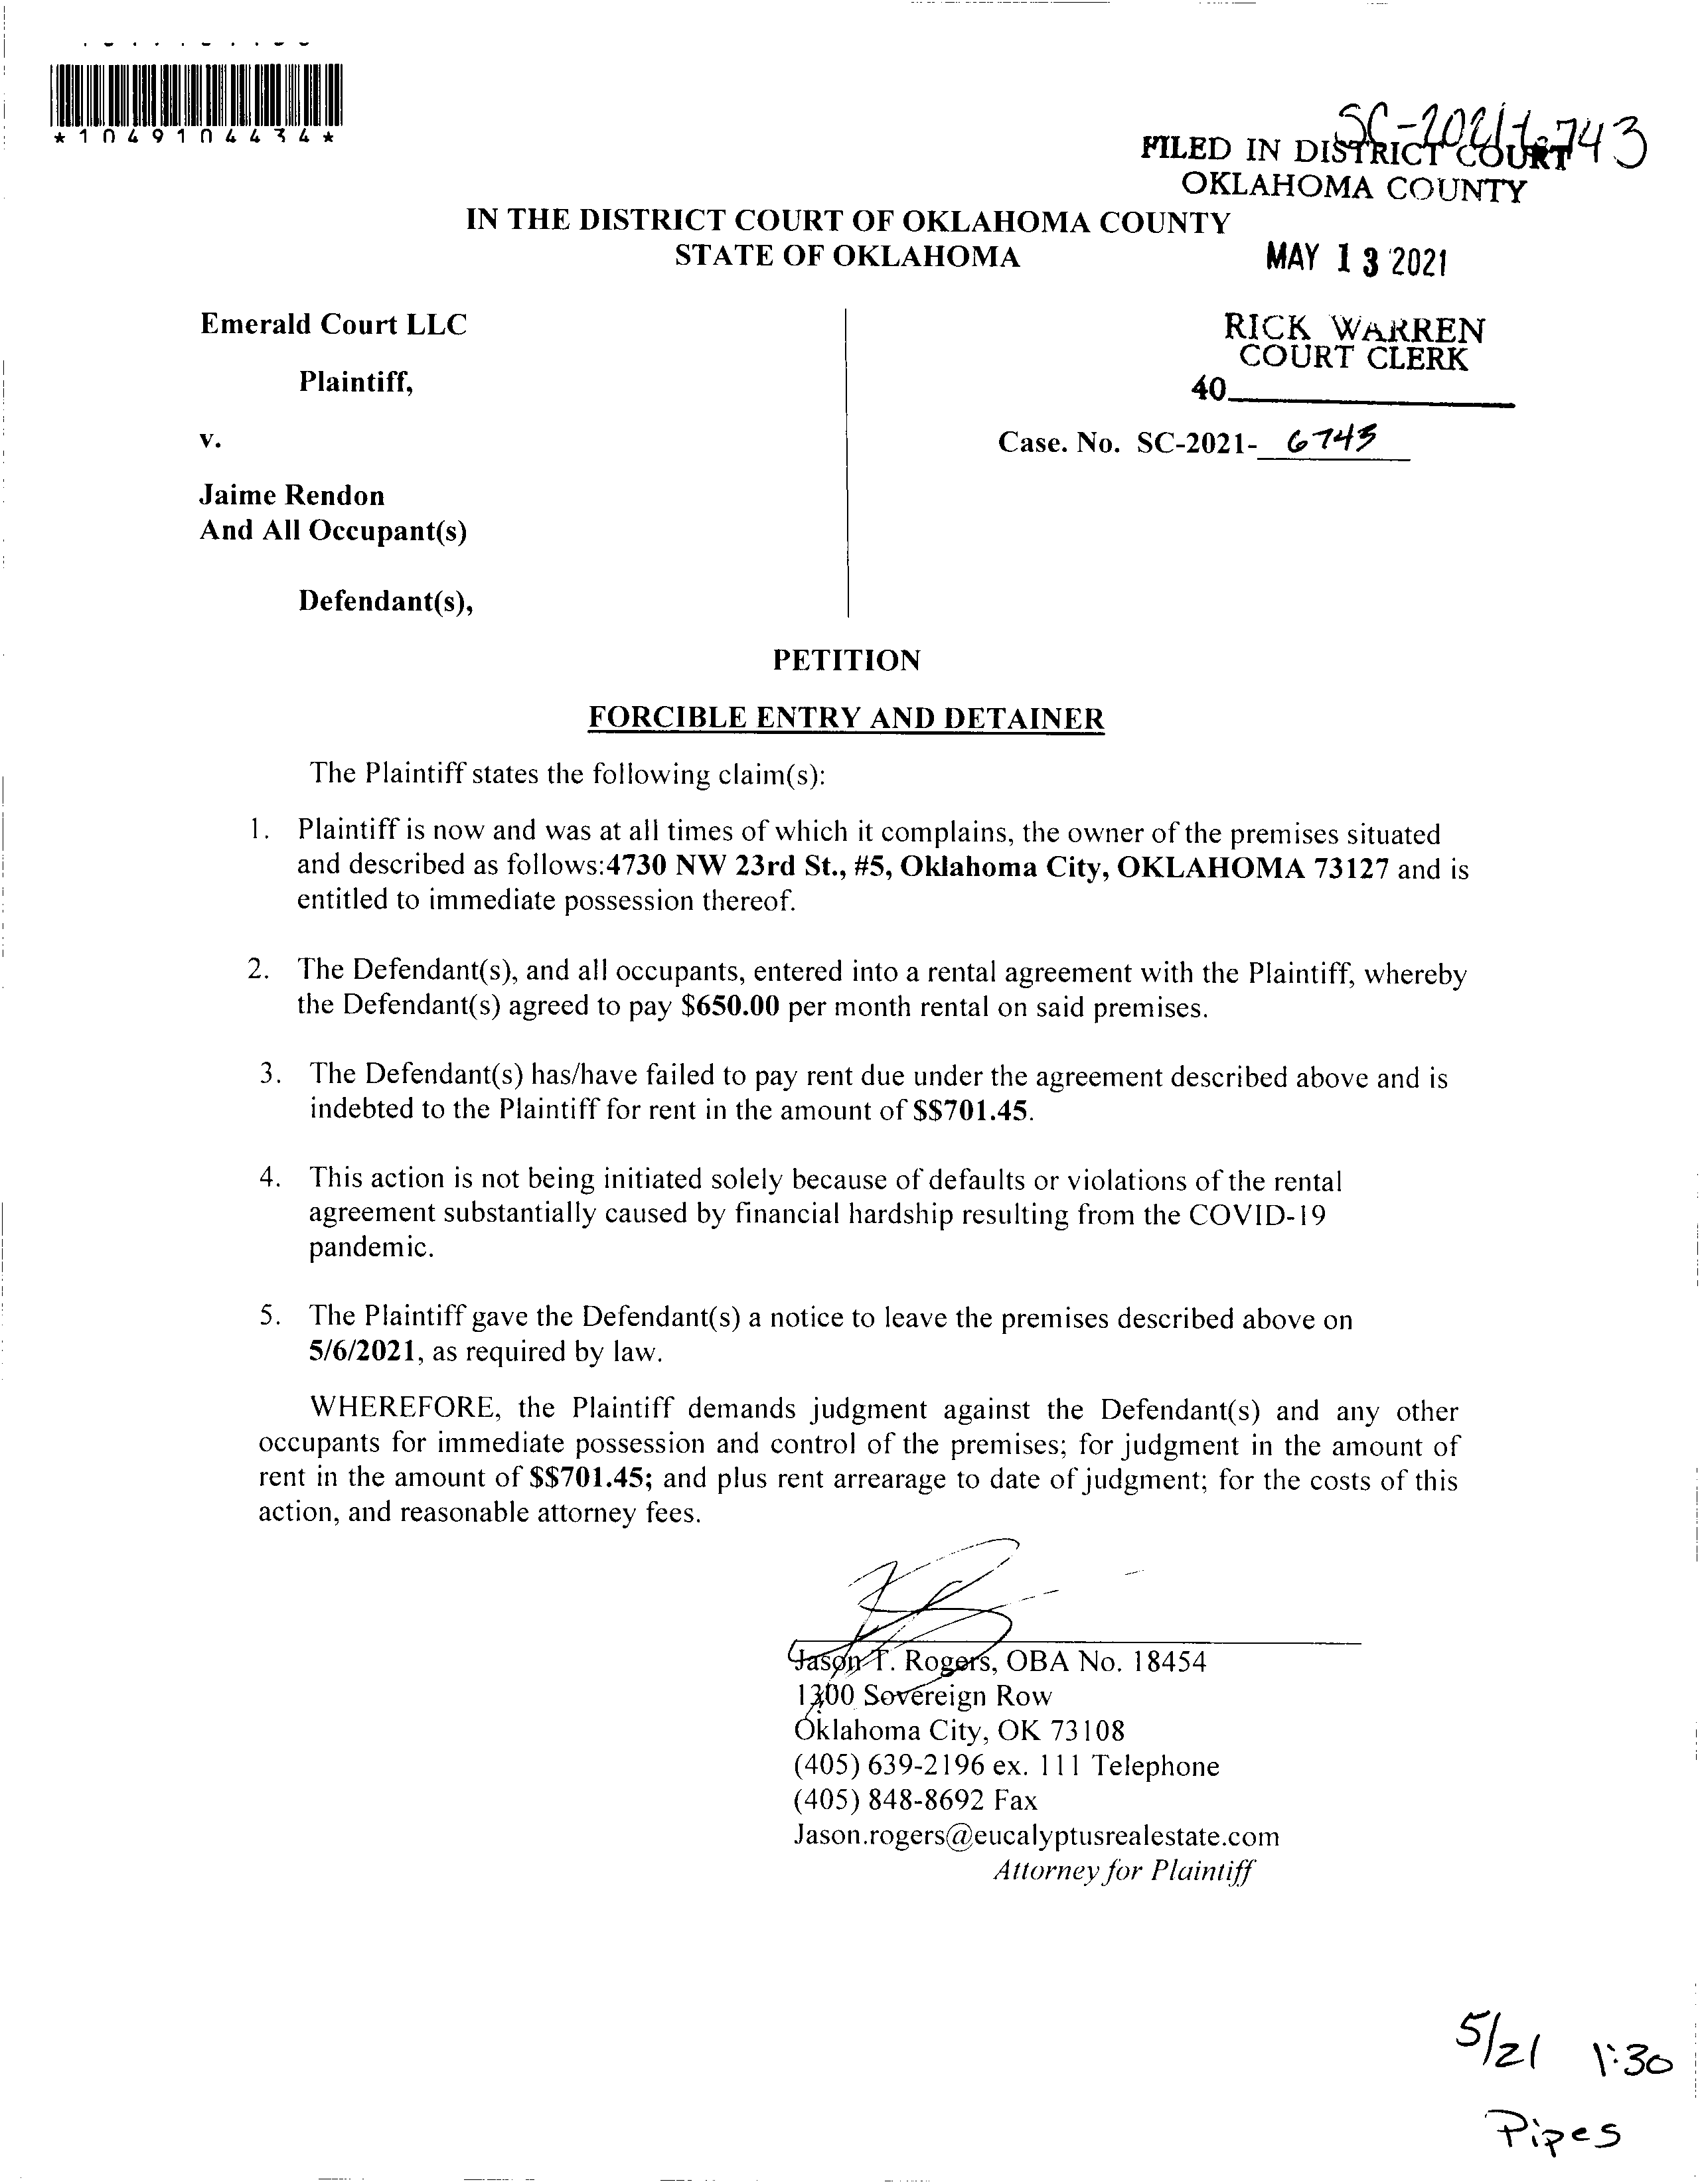 *1049104434*
SC-2021-6743
FILED IN DISTRICT COURT
OKLAHOMA COUNTY
IN THE DISTRICT COURT OF OKLAHOMA COUNTY
STATE OF OKLAHOMA
MAY 13 2021
Emerald Court LLC
RICK WARREN
COURT CLERK
Plaintiff,
40
v.
Case. No. SC-2021- 6743
Jaime Rendon
And All Occupant(s)
Defendant(s),
PETITION
FORCIBLE ENTRY AND DETAINER
The Plaintiff states the following claim(s):
1. Plaintiff is now and was at all times of which it complains, the owner of the premises situated
and described as follows:4730 NW 23rd St., #5, Oklahoma City, OKLAHOMA 73127 and is
entitled to immediate possession thereof.
2. The Defendant(s), and all occupants, entered into a rental agreement with the Plaintiff, whereby
the Defendant(s) agreed to pay $650.00 per month rental on said premises.
3. The Defendant(s) has/have failed to pay rent due under the agreement described above and is
indebted to the Plaintiff for rent in the amount of $$701.45.
4. This action is not being initiated solely because of defaults or violations of the rental
agreement substantially caused by financial hardship resulting from the COVID-19
pandemic.
5. The Plaintiff gave the Defendant(s) a notice to leave the premises described above on
5/6/2021, as required by law.
WHEREFORE, the Plaintiff demands judgment against the Defendant(s) and any other
occupants for immediate possession and control of the premises; for judgment in the amount of
rent in the amount of $$701.45; and plus rent arrearage to date of judgment; for the costs of this
action, and reasonable attorney fees.
Jason T. Rogers, OBA No. 18454
1300 Sovereign Row
Oklahoma City, OK 73108
(405) 639-2196 ex. 111 Telephone
(405) 848-8692 Fax
Jason.rogers@eucalyptusrealestate.com
Attorney for Plaintiff
5/21 1:30
Pipes